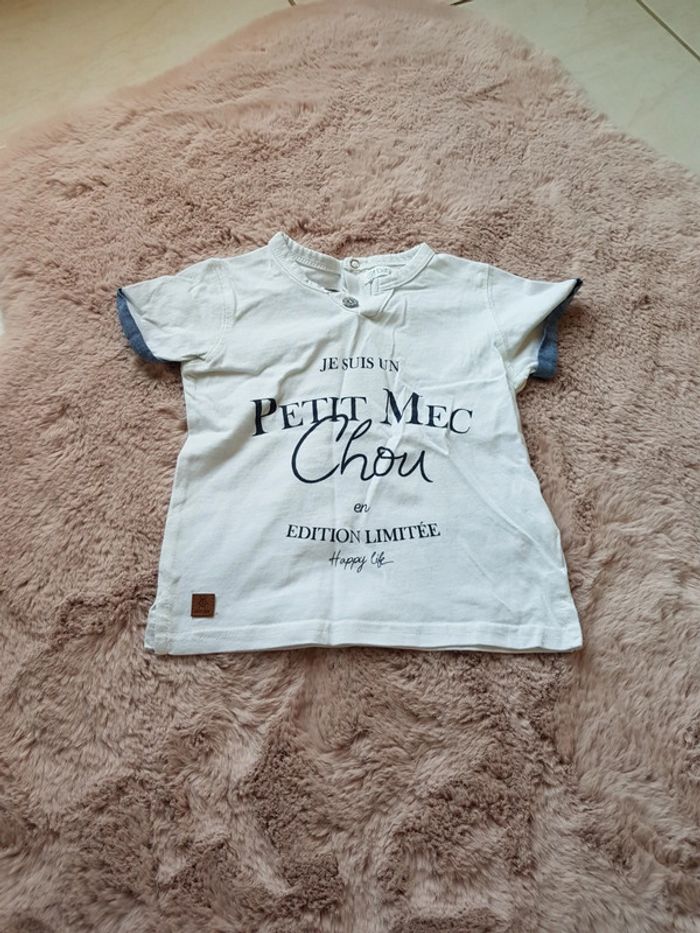 JE SUIS UN
PETIT MEC
Chou
en
EDITION LIMITÉE
Happy life